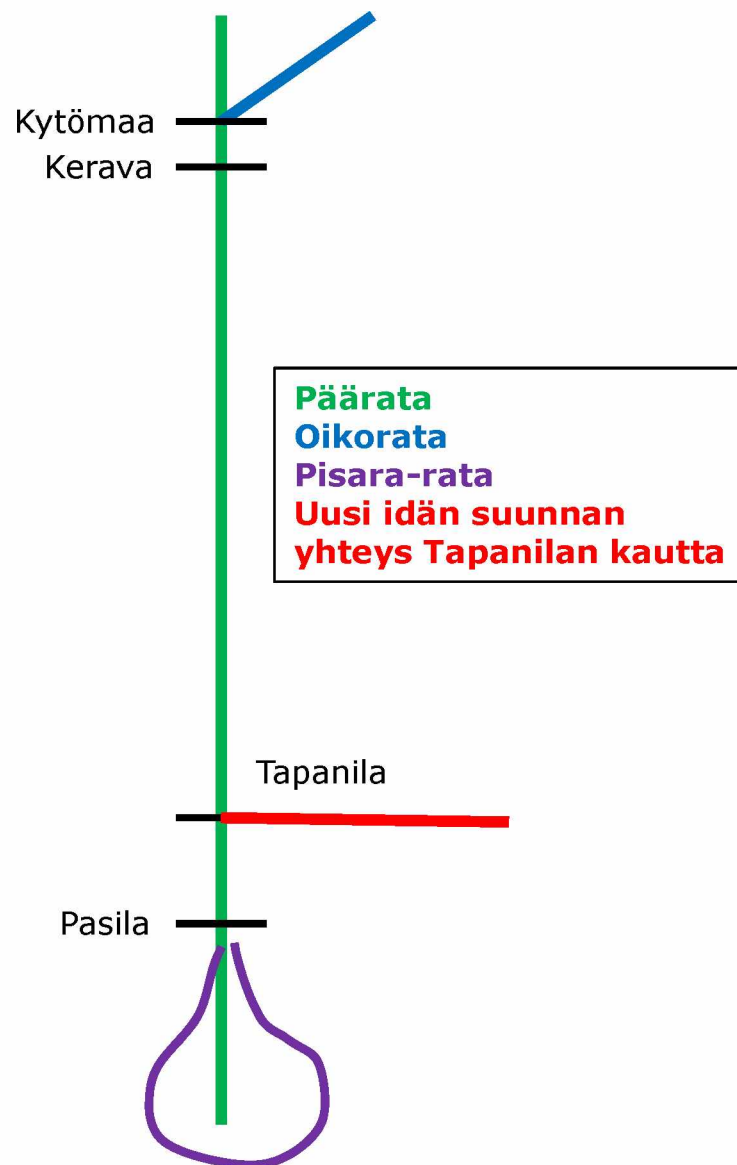 Kytömaa
Kerava
Päärata
Oikorata
Pisara-rata
Uusi idän suunnan
yhteys Tapanilan kautta
Tapanila
Pasila